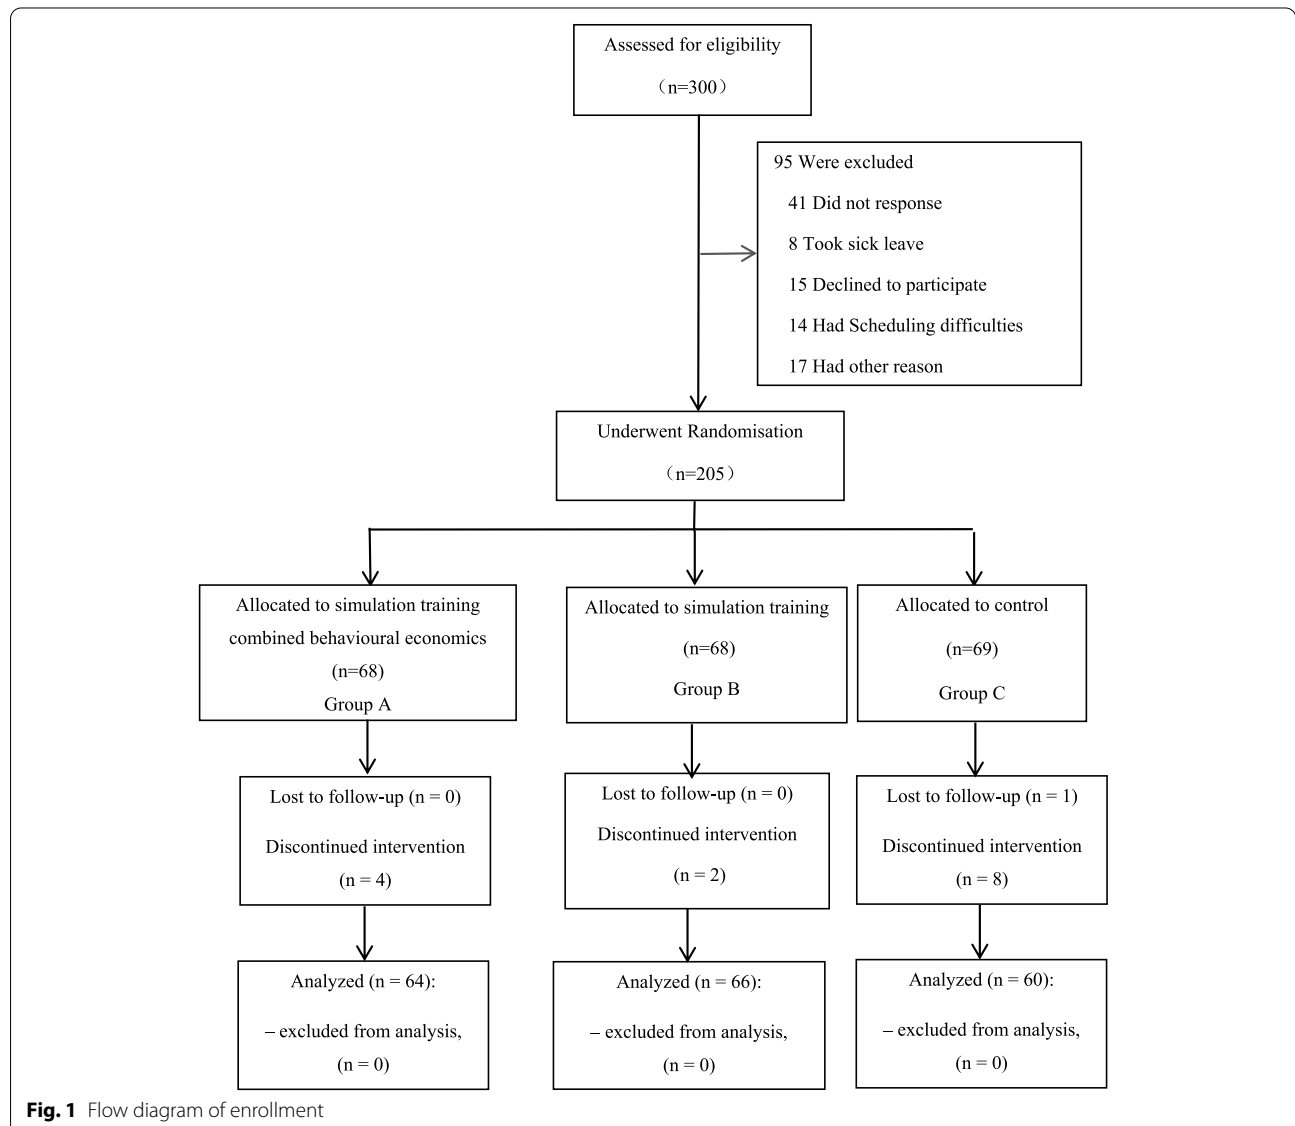 Assessed for eligibility
（n=300）
95 Were excluded
41 Did not response
8 Took sick leave
15 Declined to participate
14 Had Scheduling difficulties
17 Had other reason
Underwent Randomisation
（n=205）
Allocated to simulation training
combined behavioural economics
(n=68)
Group A
Allocated to simulation training
(n=68)
Group B
Allocated to control
(n=69)
Group C
Lost to follow-up (n = 0)
Discontinued intervention
(n = 4)
Lost to follow-up (n = 0)
Discontinued intervention
(n = 2)
Lost to follow-up (n = 1)
Discontinued intervention
(n = 8)
Analyzed (n = 64):
– excluded from analysis,
(n = 0)
Analyzed (n = 66):
– excluded from analysis,
(n = 0)
Analyzed (n = 60):
– excluded from analysis,
(n = 0)
Fig. 1 Flow diagram of enrollment